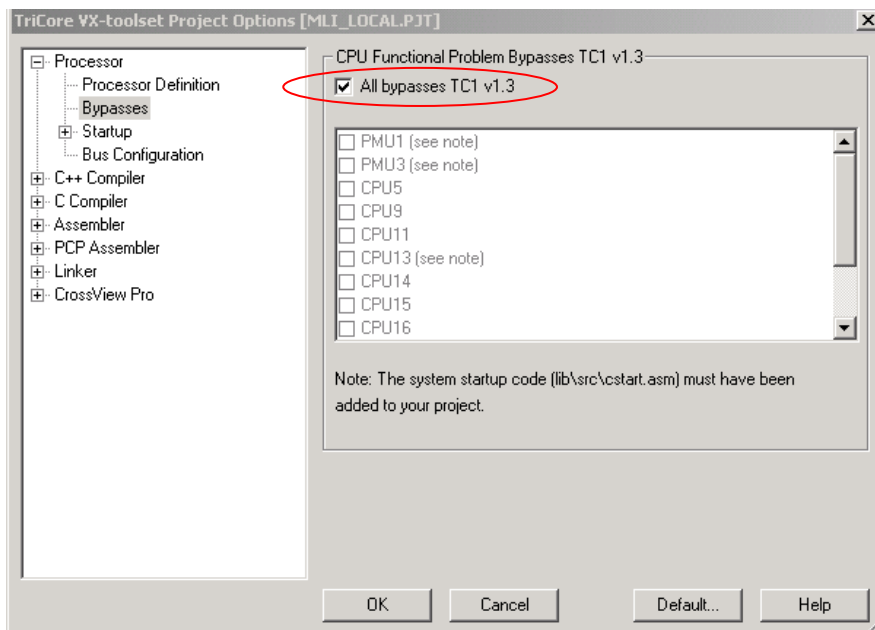 TriCore VX-toolset Project Options [MLI_LOCAL.PJT]
Processor
Processor Definition
Bypasses
Startup
Bus Configuration
C++ Compiler
C Compiler
Assembler
PCP Assembler
Linker
CrossView Pro
CPU Functional Problem Bypasses TC1 v1.3
All bypasses TC1 v1.3
PMU1 (see note)
PMU3 (see note)
CPU5
CPU9
CPU11
CPU13 (see note)
CPU14
CPU15
CPU16
Note: The system startup code (lib\src\cstart.asm) must have been
added to your project.
OK
Cancel
Default...
Help